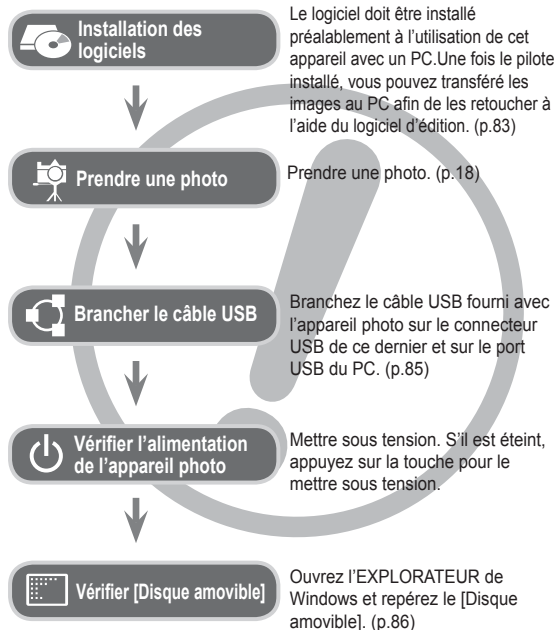 Installation des
logiciels
Le logiciel doit être installé
préalablement à l'utilisation de cet
appareil avec un PC.Une fois le pilote
installé, vous pouvez transféré les
images au PC afin de les retoucher à
l'aide du logiciel d'édition. (p.83)
Prendre une photo
Prendre une photo. (p.18)
Brancher le câble USB
Branchez le câble USB fourni avec
l'appareil photo sur le connecteur
USB de ce dernier et sur le port
USB du PC. (p.85)
Vérifier l'alimentation
de l'appareil photo
Mettre sous tension. S'il est éteint,
appuyez sur la touche pour le
mettre sous tension.
Vérifier [Disque amovible]
Ouvrez l'EXPLORATEUR de
Windows et repérez le [Disque
amovible]. (p.86)